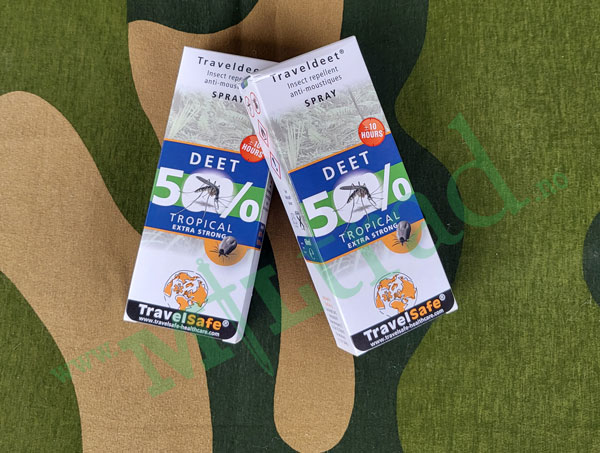 Traveldeet®
Insect repellent
anti-moustiques
SPRAY
± 10
HOURS
DEET
50%
TROPICAL
EXTRA STRONG
TravelSafe®
www.travelsafe-healthcare.com
Traveldeet®
Insect repellent
anti-moustiques
SPRAY
± 10
HOURS
DEET
50%
TROPICAL
EXTRA STRONG
TravelSafe®
www.travelsafe-healthcare.com